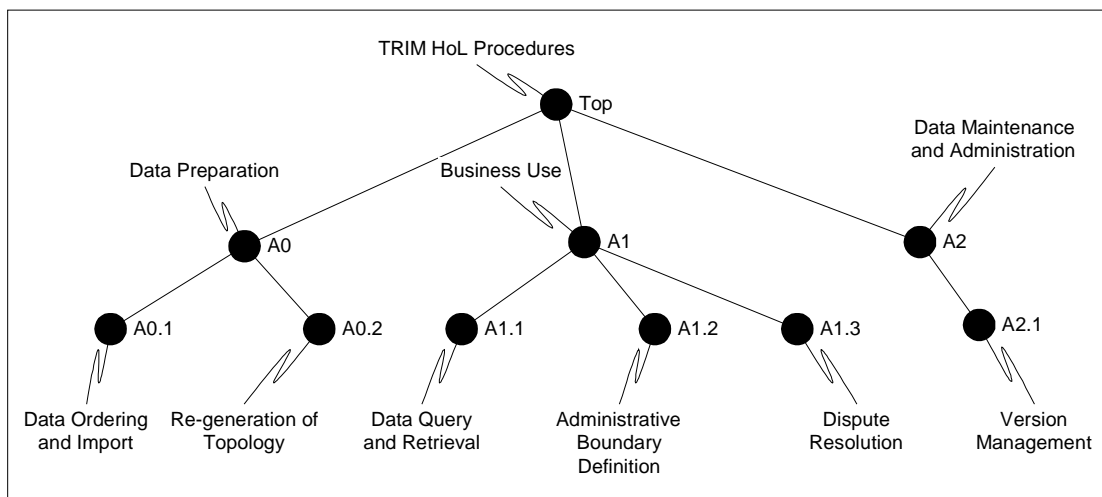 TRIM HoL Procedures
Top
Data Maintenance
and Administration
Data Preparation
Business Use
A0
A1
A2
A0.1
A0.2
A1.1
A1.2
A1.3
A2.1
Data Ordering
and Import
Re-generation of
Topology
Data Query
and Retrieval
Administrative
Boundary
Definition
Dispute
Resolution
Version
Management